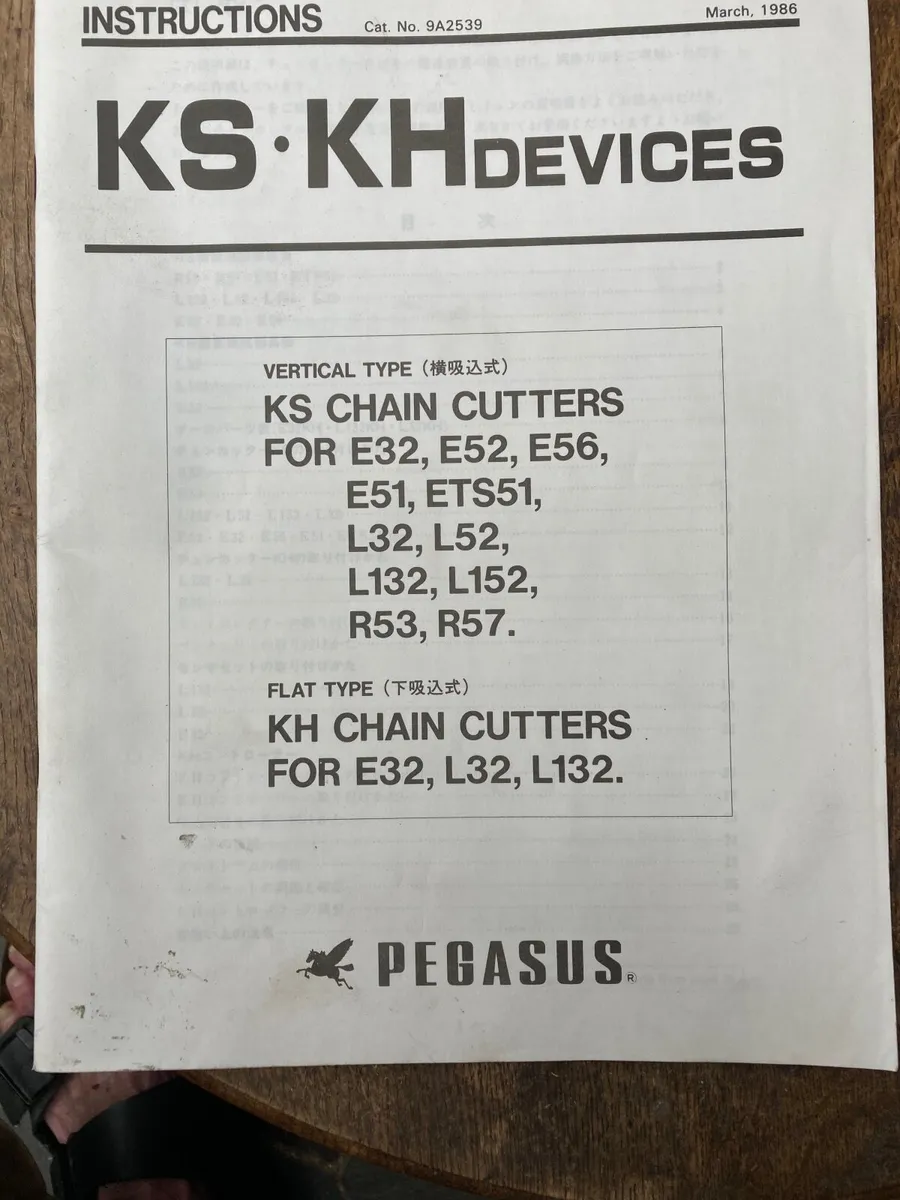 INSTRUCTIONS Cat. No. 9A2539 March, 1986
KS·KH DEVICES
VERTICAL TYPE (横吸込式)
KS CHAIN CUTTERS
FOR E32, E52, E56,
E51, ETS51,
L32, L52,
L132, L152,
R53, R57.
FLAT TYPE (下吸込式)
KH CHAIN CUTTERS
FOR E32, L32, L132.
PEGASUS®